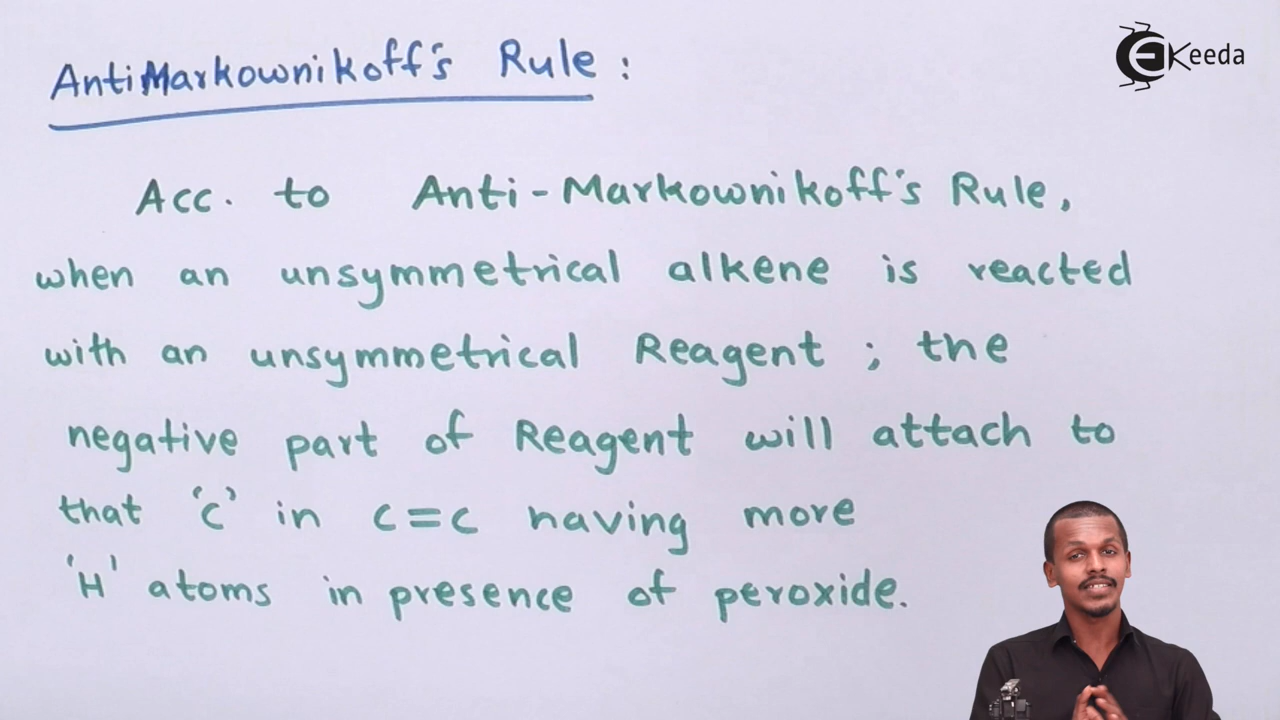 AntiMarkownikoff's Rule :
EKeeda
Acc. to Anti-Markownikoff's Rule,
when an unsymmetrical alkene is reacted
with an unsymmetrical Reagent ; the
negative part of Reagent will attach to
that 'C' in C=C having more
'H' atoms in presence of peroxide.